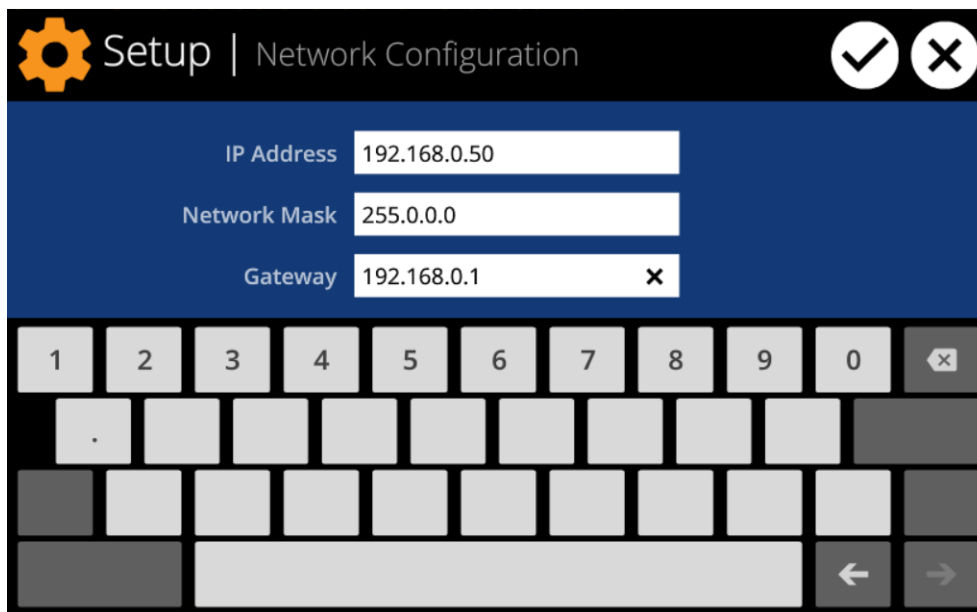 Setup | Network Configuration
IP Address 192.168.0.50
Network Mask 255.0.0.0
Gateway 192.168.0.1
1 2 3 4 5 6 7 8 9 0
.